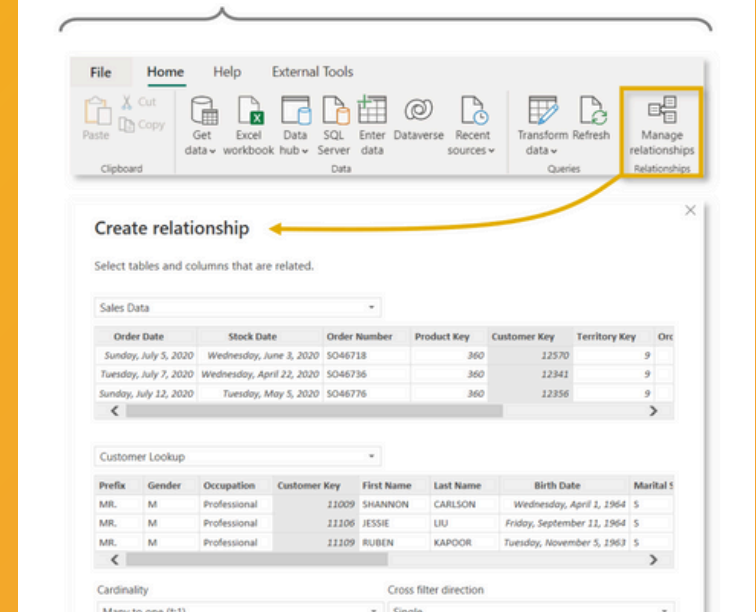 File Home Help External Tools
Paste Cut Copy
Get data Excel workbook Data hub SQL Server Enter data Dataverse Recent sources Transform data Refresh Manage relationships
Clipboard Data Queries Relationships
Create relationship
Select tables and columns that are related.
Sales Data
Order Date Stock Date Order Number Product Key Customer Key Territory Key Orc
Sunday, July 5, 2020 Wednesday, June 3, 2020 SO46718 360 12570 9
Tuesday, July 7, 2020 Wednesday, April 22, 2020 SO46736 360 12341 9
Sunday, July 12, 2020 Tuesday, May 5, 2020 SO46776 360 12356 9
Customer Lookup
Prefix Gender Occupation Customer Key First Name Last Name Birth Date Marital S
MR. M Professional 11009 SHANNON CARLSON Wednesday, April 1, 1964 S
MR. M Professional 11106 JESSIE LIU Friday, September 11, 1964 S
MR. M Professional 11109 RUBEN KAPOOR Tuesday, November 5, 1963 S
Cardinality Cross filter direction
Many to one (*:1) Single